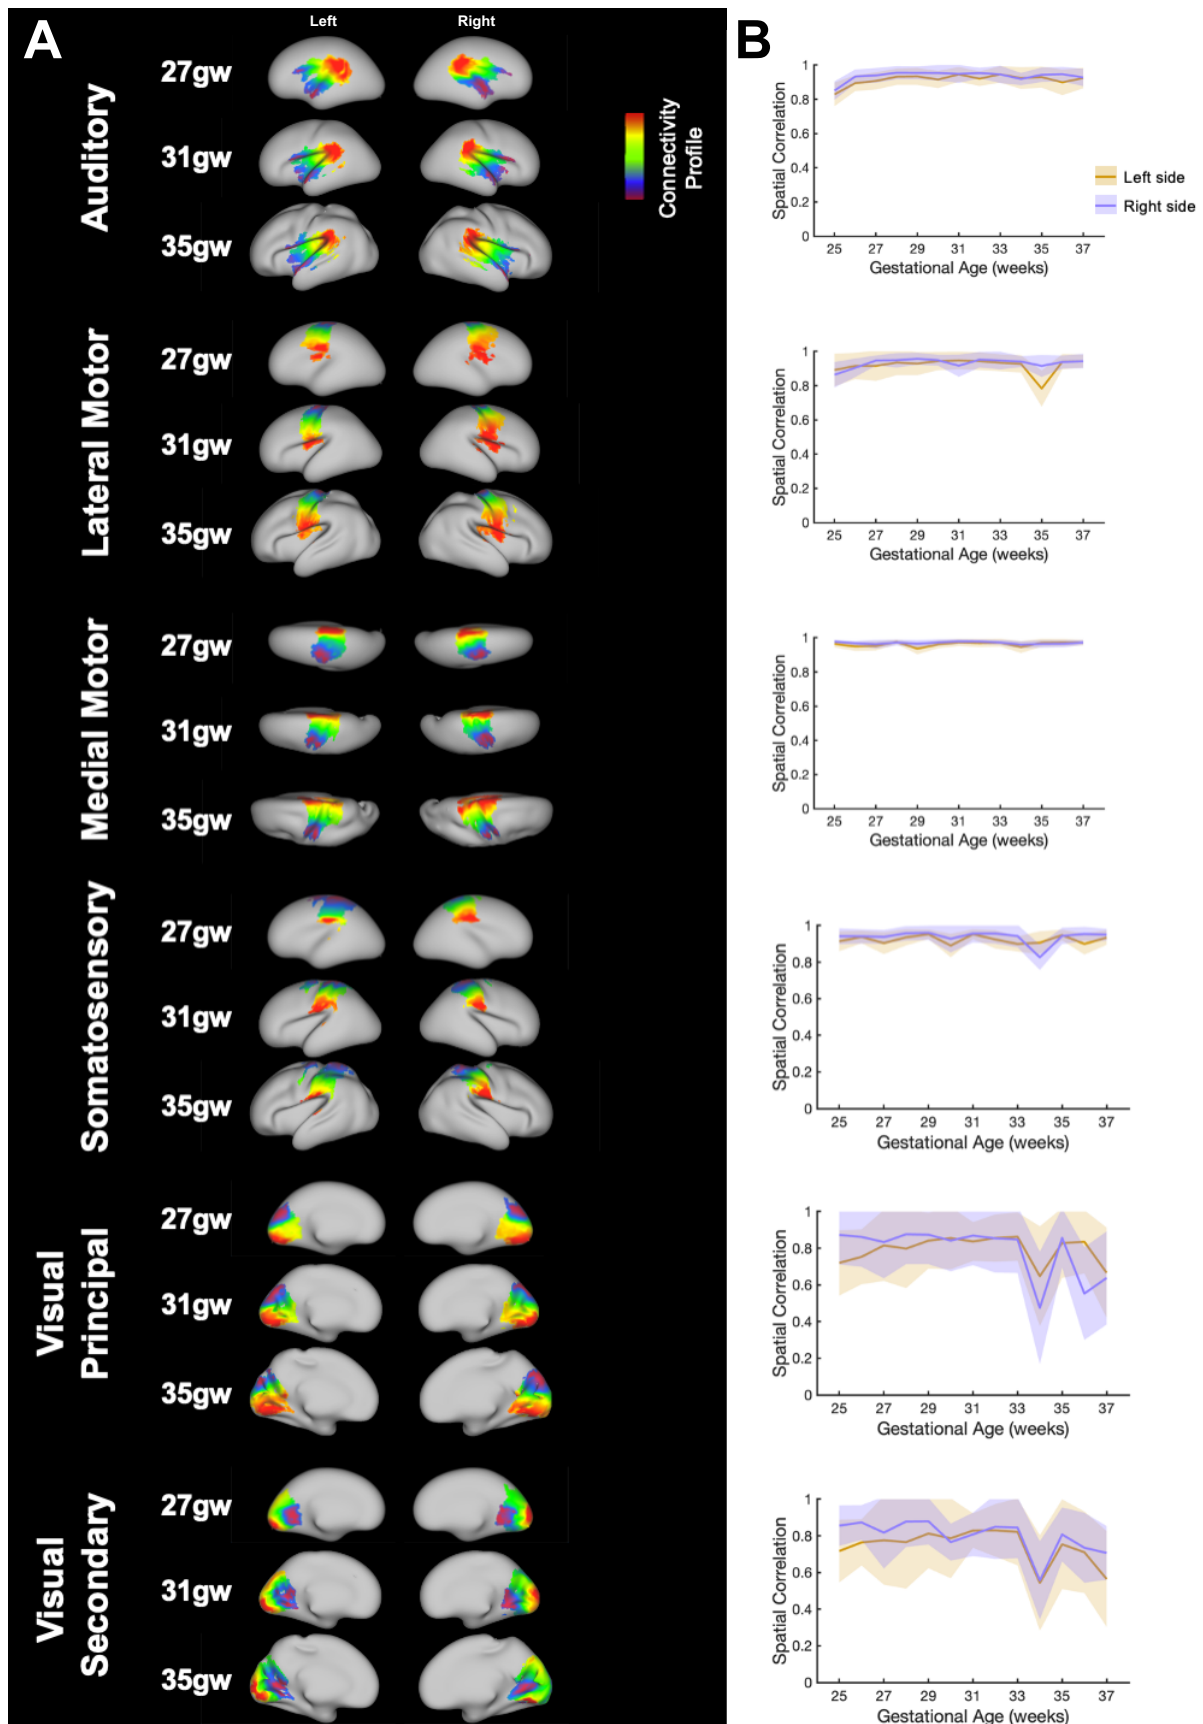 A
Left Right
Auditory
27gw
31gw
35gw
Connectivity
Profile
Lateral Motor
27gw
31gw
35gw
Medial Motor
27gw
31gw
35gw
Somatosensory
27gw
31gw
35gw
Visual
Principal
27gw
31gw
35gw
Visual
Secondary
27gw
31gw
35gw
B
Spatial Correlation
1
0.8
0.6
0.4
0.2
0
25 27 29 31 33 35 37
Gestational Age (weeks)
Left side
Right side
Spatial Correlation
1
0.8
0.6
0.4
0.2
0
25 27 29 31 33 35 37
Gestational Age (weeks)
Spatial Correlation
1
0.8
0.6
0.4
0.2
0
25 27 29 31 33 35 37
Gestational Age (weeks)
Spatial Correlation
1
0.8
0.6
0.4
0.2
0
25 27 29 31 33 35 37
Gestational Age (weeks)
Spatial Correlation
1
0.8
0.6
0.4
0.2
0
25 27 29 31 33 35 37
Gestational Age (weeks)
Spatial Correlation
1
0.8
0.6
0.4
0.2
0
25 27 29 31 33 35 37
Gestational Age (weeks)